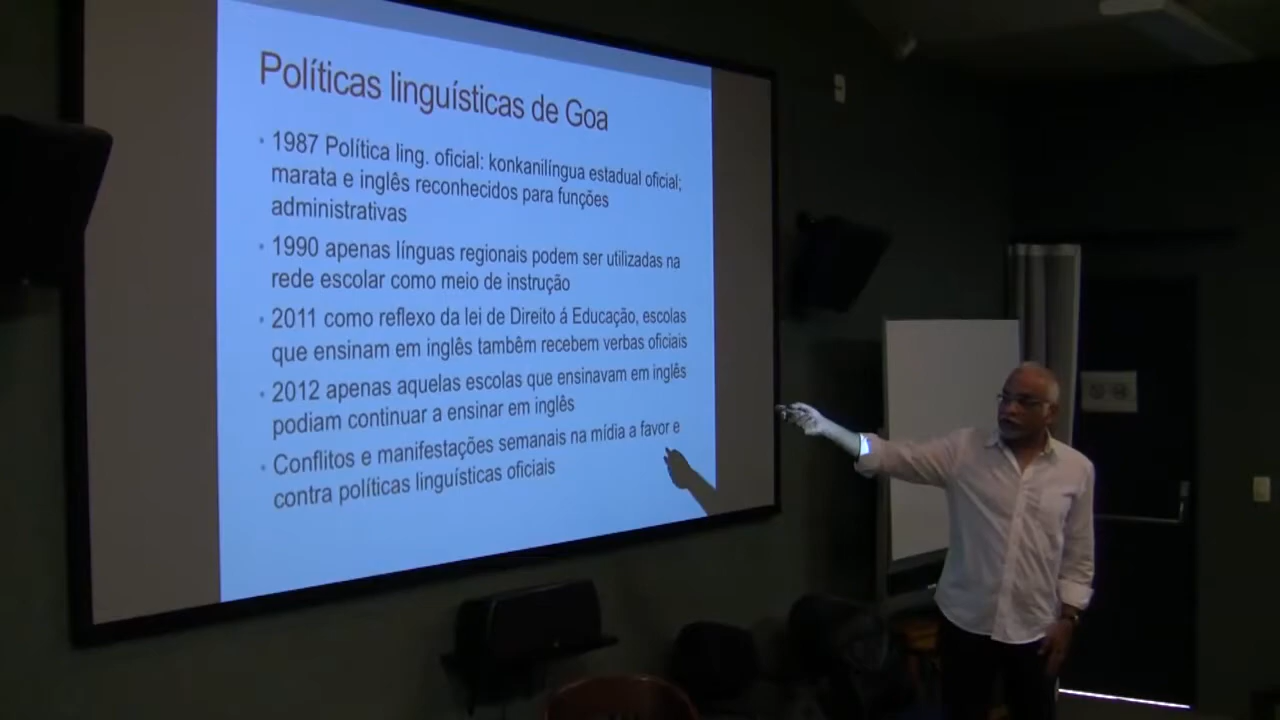 Políticas linguísticas de Goa
• 1987 Política ling. oficial: konkanilíngua estadual oficial;
marata e inglês reconhecidos para funções
administrativas
• 1990 apenas línguas regionais podem ser utilizadas na
rede escolar como meio de instrução
• 2011 como reflexo da lei de Direito á Educação, escolas
que ensinam em inglês também recebem verbas oficiais
• 2012 apenas aquelas escolas que ensinavam em inglês
podiam continuar a ensinar em inglês
• Conflitos e manifestações semanais na mídia a favor e
contra políticas linguísticas oficiais